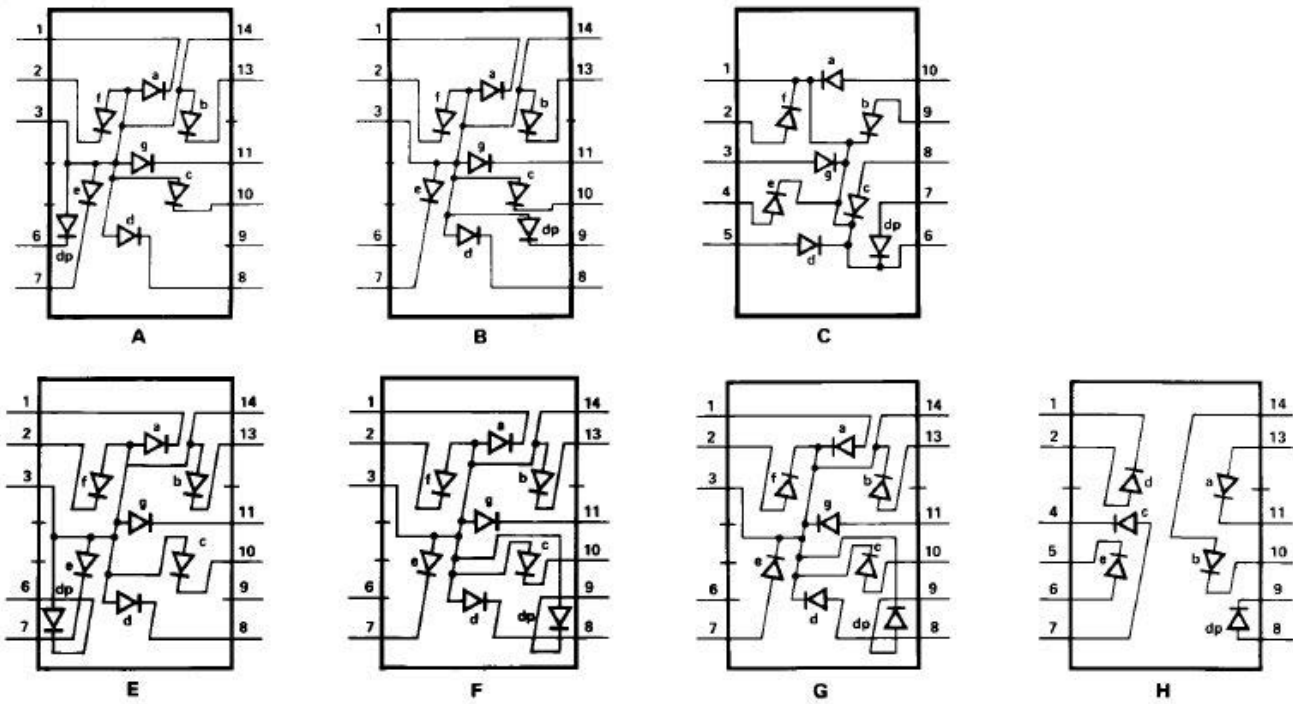 1 14
2 a 13
f b
3
g 11
e c
10
d
6 9
dp
7 8
A
1 14
2 a 13
f b
3
g 11
e c
10
dp
6 9
d
7 8
B
a
1 10
f b 9
2
3 8
g
e c
4 7
dp
5 6
d
C
1 14
2 a 13
f b
3
g 11
c 10
e
dp
6 9
d
7 8
E
1 14
2 a 13
f b
3
g 11
c 10
e
6 9
d dp
7 8
F
1 14
2 a 13
f b
3
g 11
c 10
e
6 9
d dp
7 8
G
1 14
2 13
d a
4 c 11
5 b 10
e
6 9
dp
7 8
H